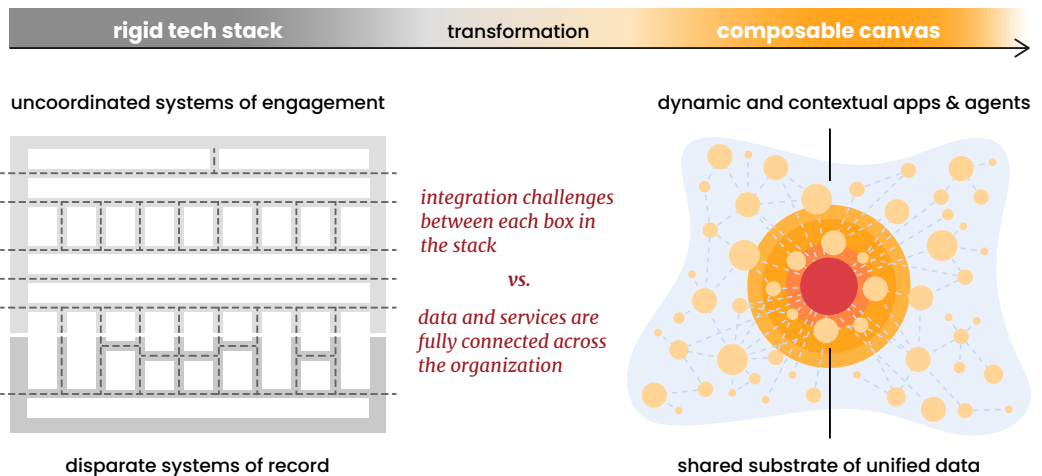 rigid tech stack
transformation
composable canvas
uncoordinated systems of engagement
dynamic and contextual apps & agents
integration challenges
between each box in
the stack
vs.
data and services are
fully connected across
the organization
disparate systems of record
shared substrate of unified data